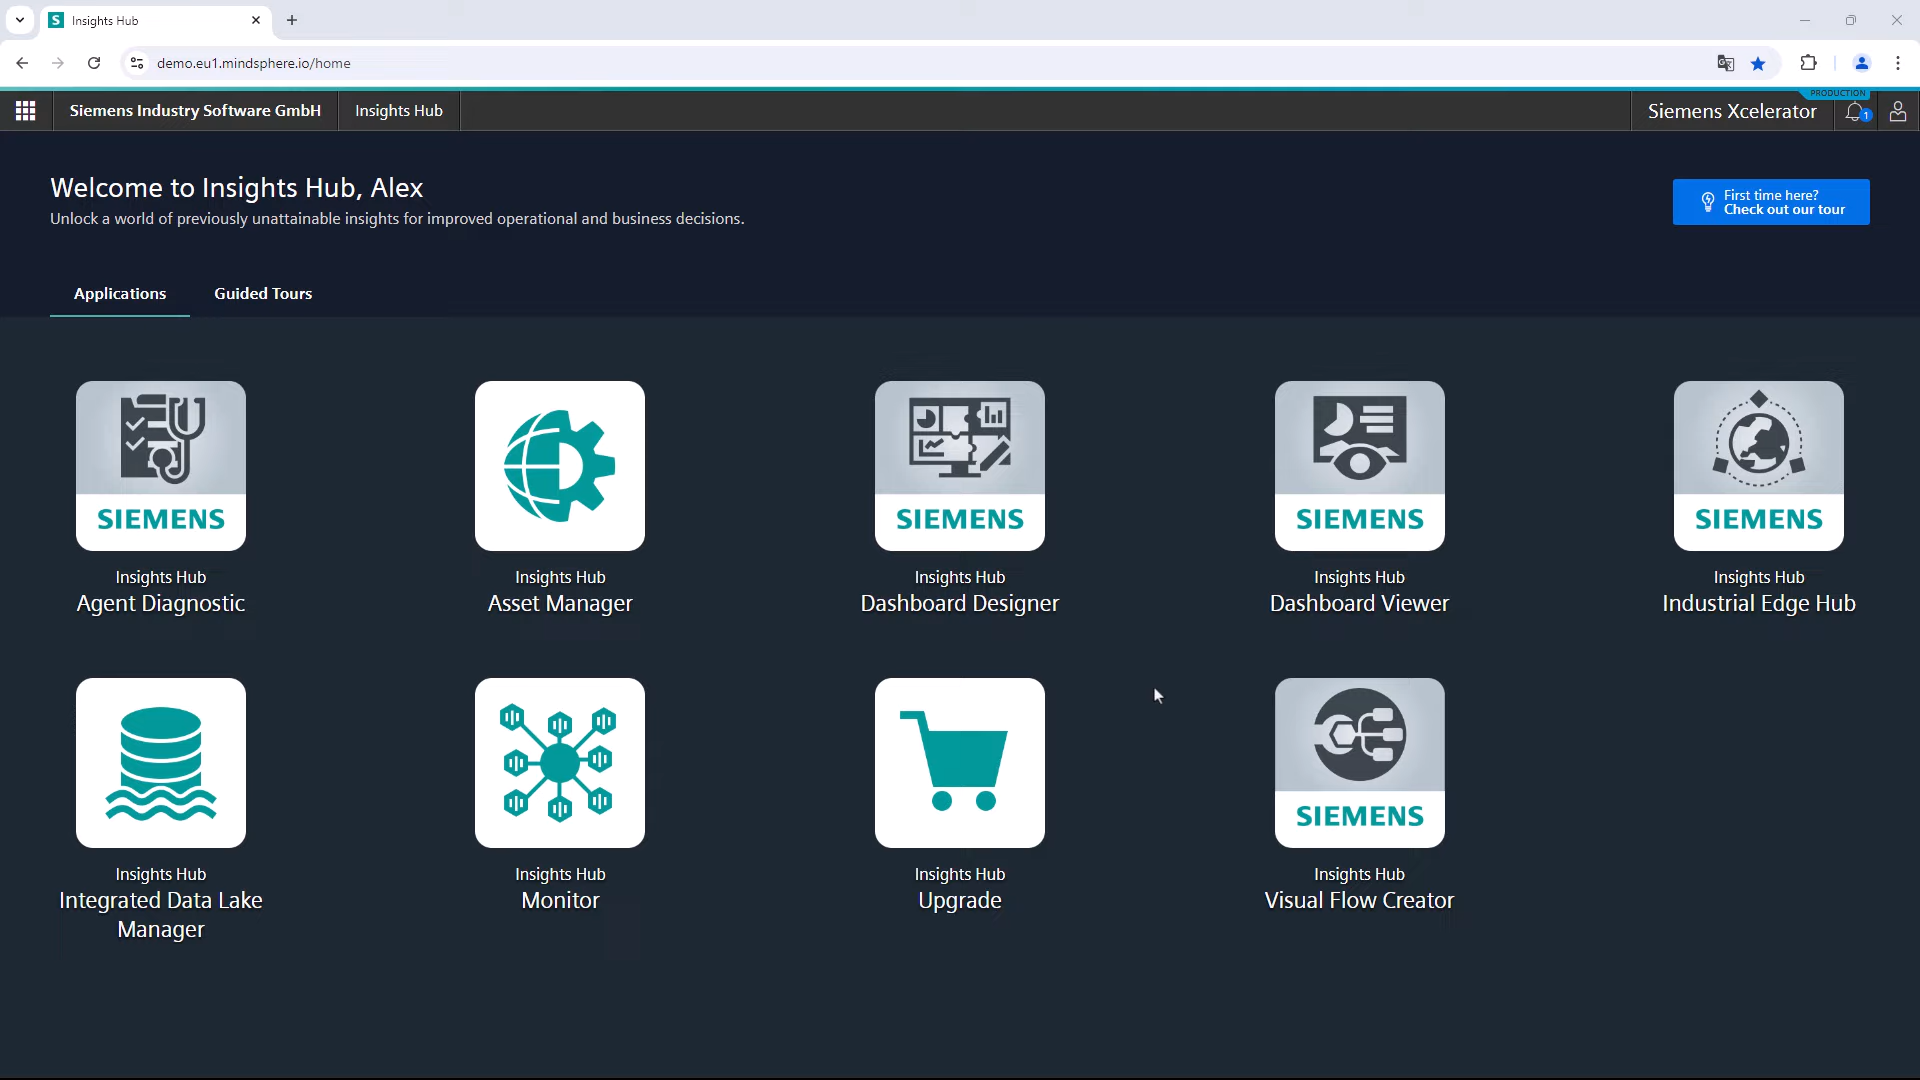 Insights Hub
demo.eu1.mindsphere.io/home
PRODUCTION
Siemens Industry Software GmbH
Insights Hub
Siemens Xcelerator
1
Welcome to Insights Hub, Alex
Unlock a world of previously unattainable insights for improved operational and business decisions.
First time here?
Check out our tour
Applications
Guided Tours
SIEMENS
SIEMENS
SIEMENS
SIEMENS
Insights Hub
Agent Diagnostic
Insights Hub
Asset Manager
Insights Hub
Dashboard Designer
Insights Hub
Dashboard Viewer
Insights Hub
Industrial Edge Hub
SIEMENS
Insights Hub
Integrated Data Lake
Manager
Insights Hub
Monitor
Insights Hub
Upgrade
Insights Hub
Visual Flow Creator